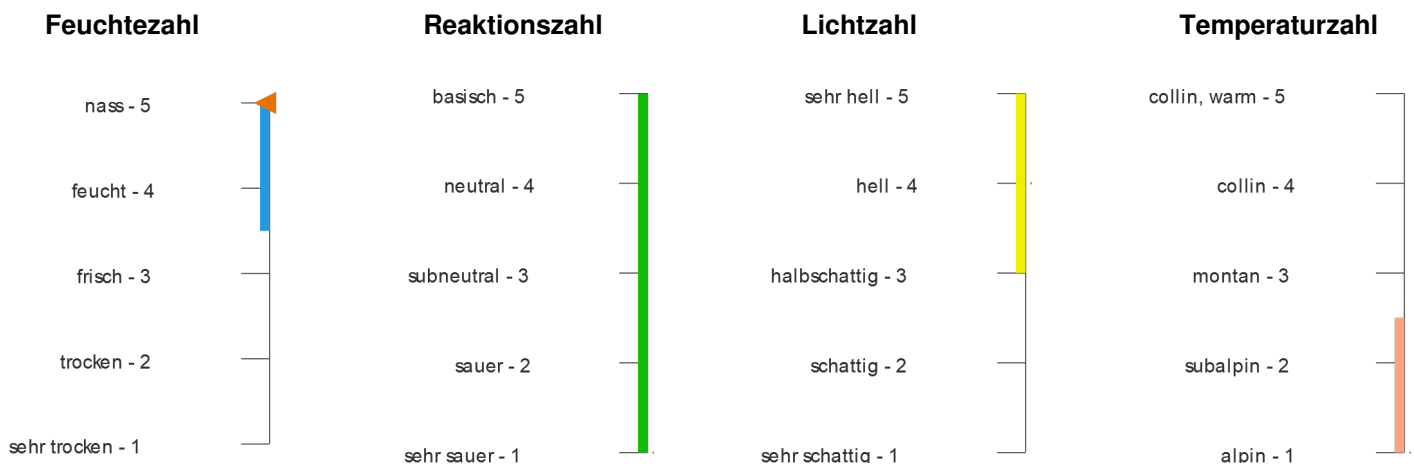 Feuchtezahl
nass - 5
feucht - 4
frisch - 3
trocken - 2
sehr trocken - 1
Reaktionszahl
basisch - 5
neutral - 4
subneutral - 3
sauer - 2
sehr sauer - 1
Lichtzahl
sehr hell - 5
hell - 4
halbschattig - 3
schattig - 2
sehr schattig - 1
Temperaturzahl
collin, warm - 5
collin - 4
montan - 3
subalpin - 2
alpin - 1